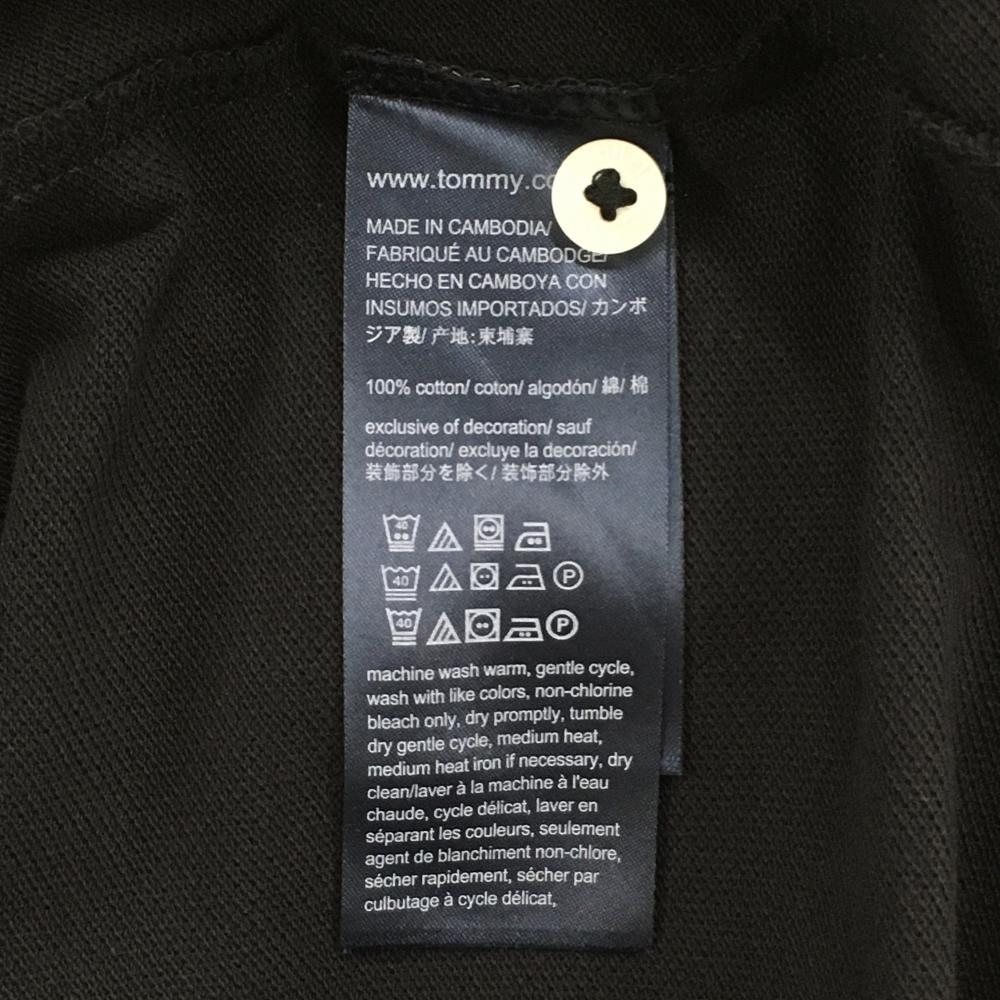 www.tommy.co
MADE IN CAMBODIA/
FABRIQUÉ AU CAMBODGE/
HECHO EN CAMBOYA CON
INSUMOS IMPORTADOS/ カンボ
ジア製/ 产地：柬埔寨
100% cotton/ coton/ algodón/ 綿/ 棉
exclusive of decoration/ sauf
décoration/ excluye la decoración/
装飾部分を除く/ 装饰部分除外
40
40 P
40 P
machine wash warm, gentle cycle,
wash with like colors, non-chlorine
bleach only, dry promptly, tumble
dry gentle cycle, medium heat,
medium heat iron if necessary, dry
clean/laver à la machine à l'eau
chaude, cycle délicat, laver en
séparant les couleurs, seulement
agent de blanchiment non-chlore,
sécher rapidement, sécher par
culbutage à cycle délicat,